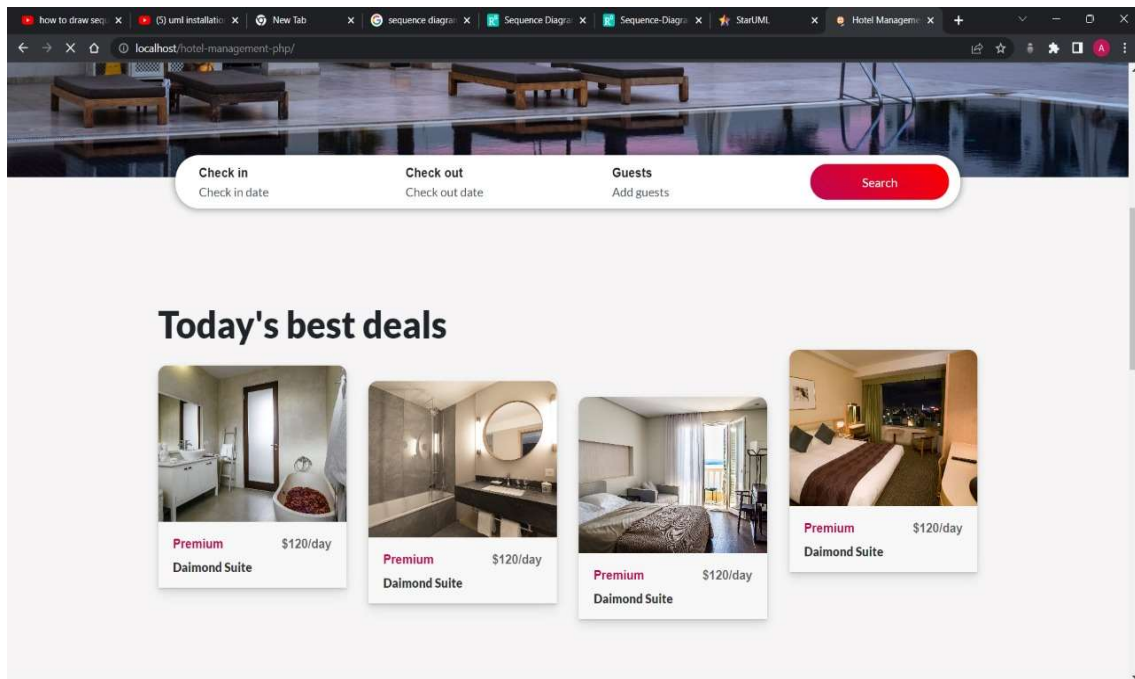 how to draw sequ
(5) uml installatio
New Tab
sequence diagram
Sequence Diagra
Sequence-Diagra
StarUML
Hotel Manageme
localhost/hotel-management-php/
A
Check in
Check out
Guests
Check in date
Check out date
Add guests
Search
Today's best deals
Premium $120/day
Daimond Suite
Premium $120/day
Daimond Suite
Premium $120/day
Daimond Suite
Premium $120/day
Daimond Suite